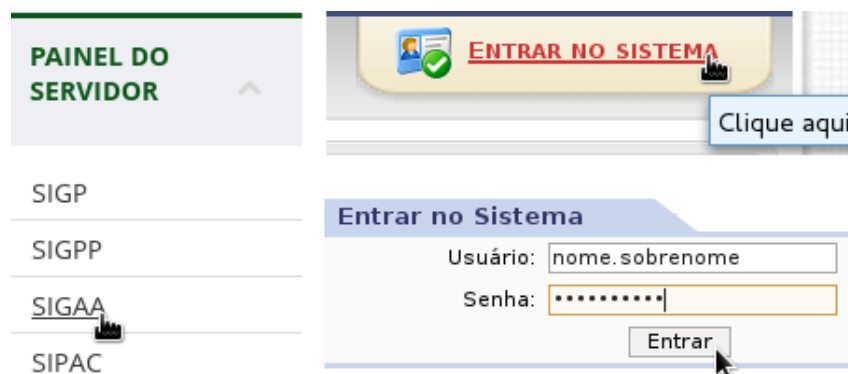 PAINEL DO
SERVIDOR
SIGP
SIGPP
SIGAA
SIPAC
ENTRAR NO SISTEMA
Clique aqui
Entrar no Sistema
Usuário: nome.sobrenome
Senha: ••••••••••
Entrar